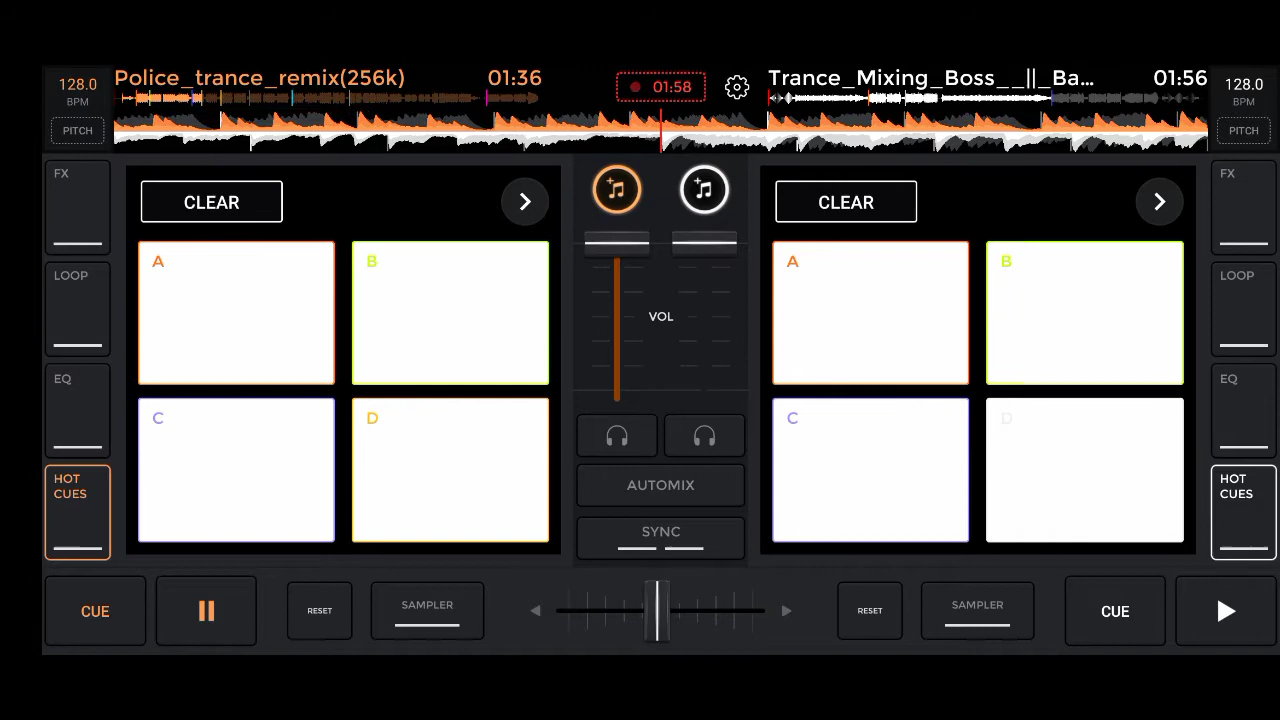 128.0
BPM
PITCH
Police_trance_remix(256k)
01:36
01:58
Trance_Mixing_Boss__||_Ba...
01:56
128.0
BPM
PITCH
FX
LOOP
EQ
HOT
CUES
CLEAR
A
B
C
D
VOL
AUTOMIX
SYNC
CLEAR
A
B
C
D
FX
LOOP
EQ
HOT
CUES
CUE
RESET
SAMPLER
RESET
SAMPLER
CUE